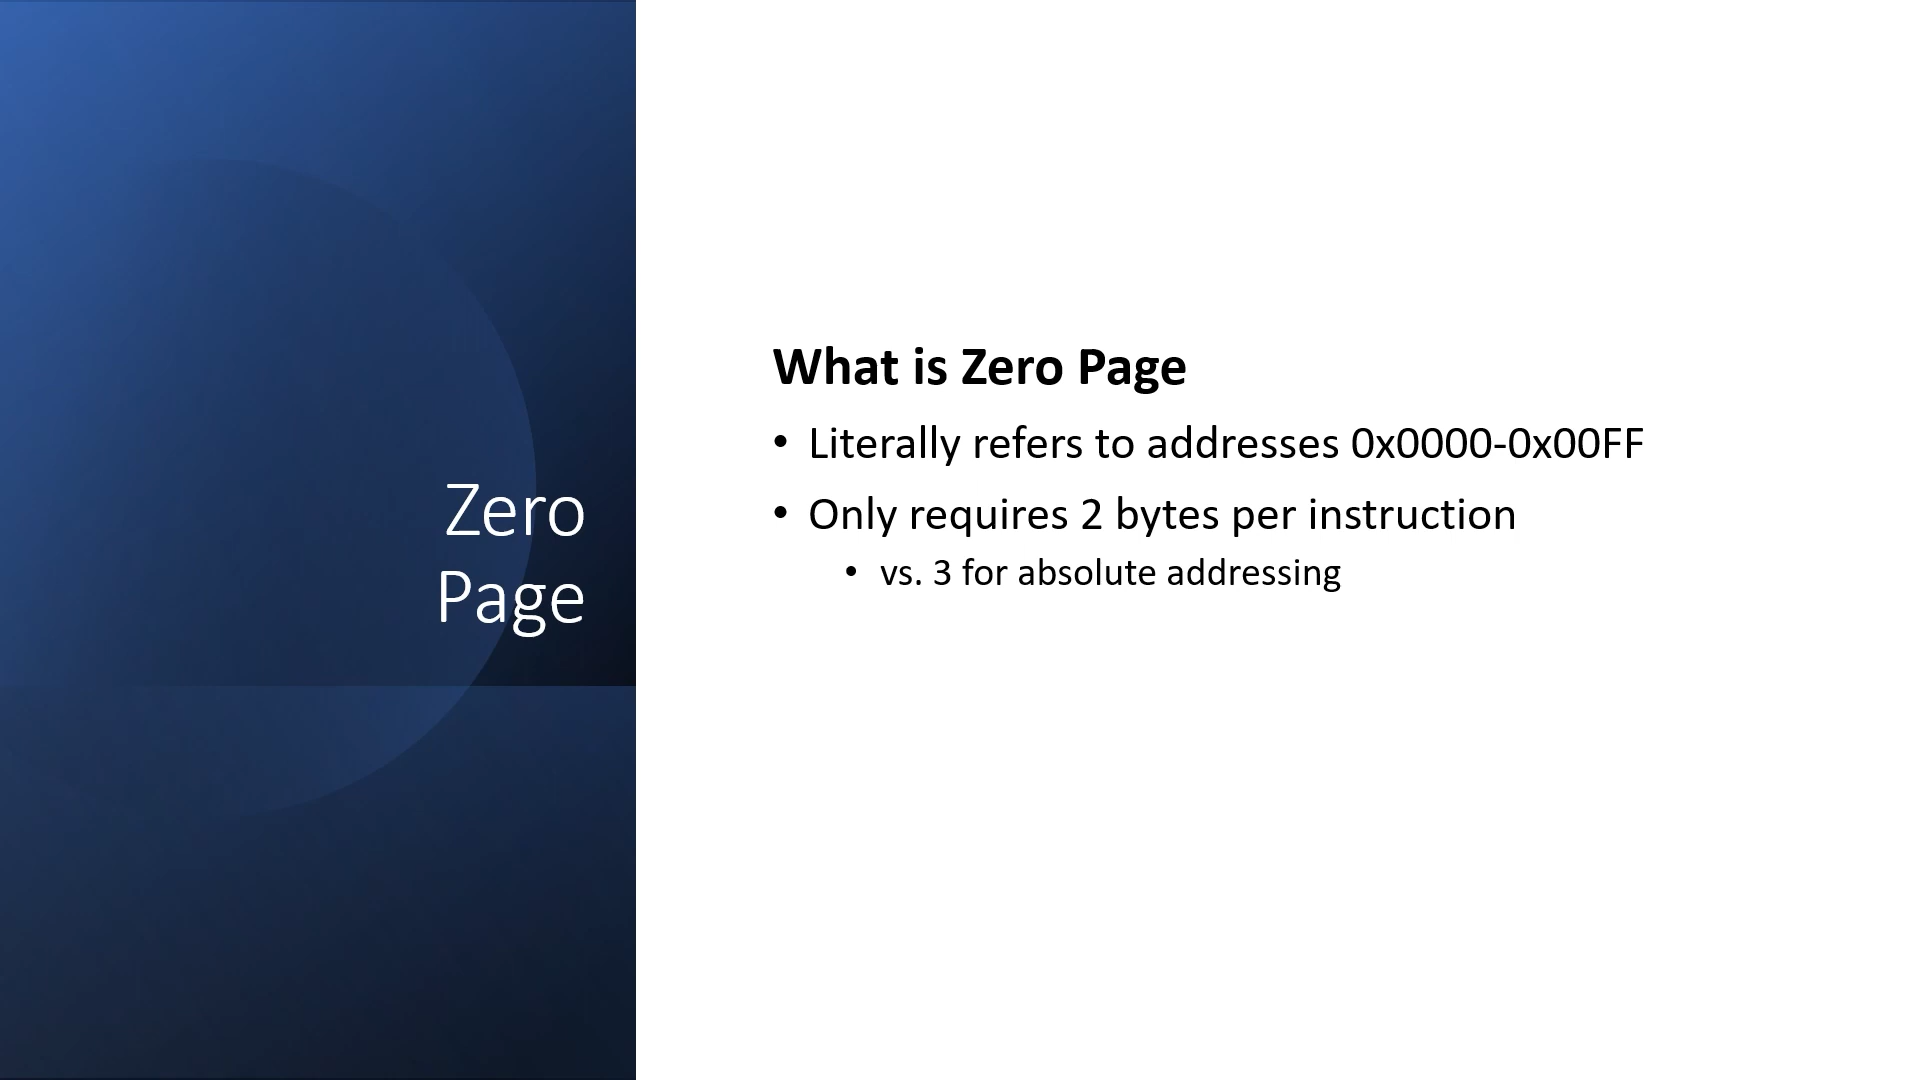 Zero
Page
What is Zero Page
• Literally refers to addresses 0x0000-0x00FF
• Only requires 2 bytes per instruction
• vs. 3 for absolute addressing